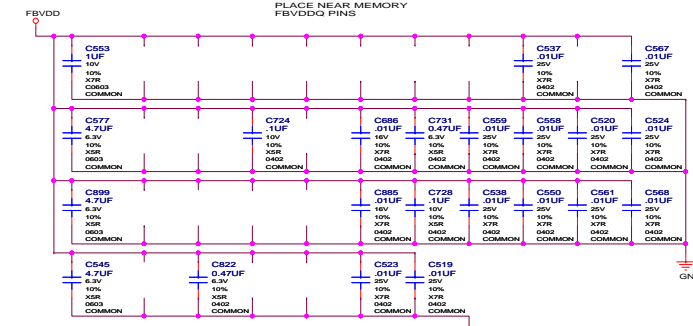 PLACE NEAR MEMORY
FBVDDQ PINS
FBVDD
C553
1UF
10V
10%
X7R
C0603
COMMON
C537
.01UF
25V
10%
X7R
0402
COMMON
C567
.01UF
25V
10%
X7R
0402
COMMON
C577
4.7UF
6.3V
10%
X5R
0603
COMMON
C724
.1UF
10V
10%
X5R
0402
COMMON
C686
.01UF
16V
10%
X7R
0402
COMMON
C731
0.47UF
6.3V
10%
X5R
0402
COMMON
C559
.01UF
25V
10%
X7R
0402
COMMON
C558
.01UF
25V
10%
X7R
0402
COMMON
C520
.01UF
25V
10%
X7R
0402
COMMON
C524
.01UF
25V
10%
X7R
0402
COMMON
C899
4.7UF
6.3V
10%
X5R
0603
COMMON
C885
.01UF
16V
10%
X7R
0402
COMMON
C728
.1UF
10V
10%
X5R
0402
COMMON
C538
.01UF
25V
10%
X7R
0402
COMMON
C550
.01UF
25V
10%
X7R
0402
COMMON
C561
.01UF
25V
10%
X7R
0402
COMMON
C568
.01UF
25V
10%
X7R
0402
COMMON
GN
C545
4.7UF
6.3V
10%
X5R
0603
COMMON
C822
0.47UF
6.3V
10%
X5R
0402
COMMON
C523
.01UF
25V
10%
X7R
0402
COMMON
C519
.01UF
25V
10%
X7R
0402
COMMON